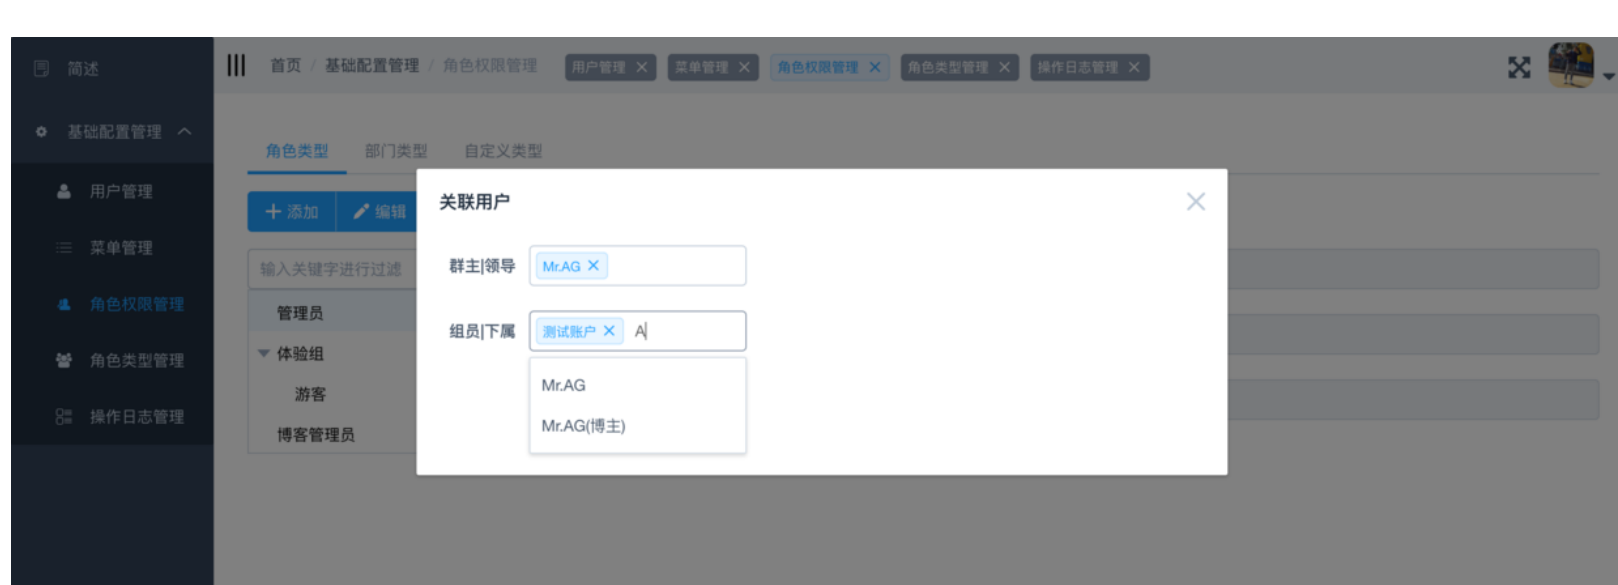 简述
首页 / 基础配置管理 / 角色权限管理 用户管理 菜单管理 角色权限管理 角色类型管理 操作日志管理
基础配置管理
用户管理
菜单管理
角色权限管理
角色类型管理
操作日志管理
角色类型 部门类型 自定义类型
添加 编辑
输入关键字进行过滤
管理员
体验组
游客
博客管理员
关联用户
群主|领导 Mr.AG
组员|下属 测试账户 A
Mr.AG
Mr.AG(博主)